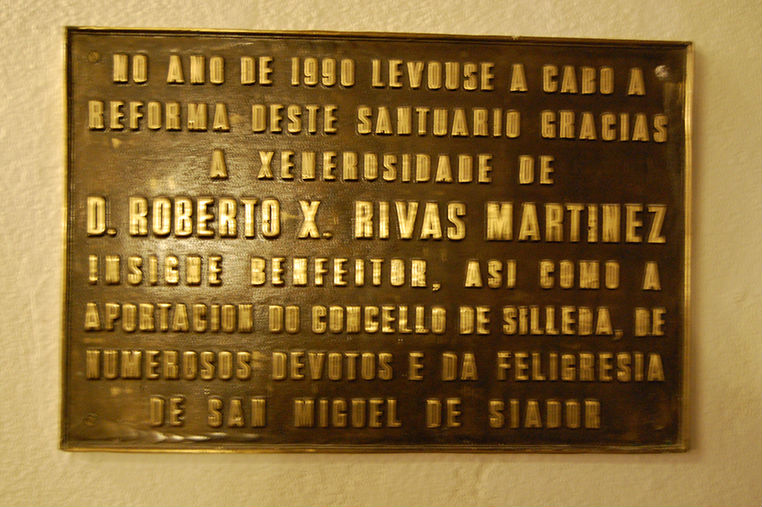 NO ANO DE 1990 LEVOUSE A CABO A
REFORMA DESTE SANTUARIO GRACIAS
A XENEROSIDADE DE
D. ROBERTO X. RIVAS MARTINEZ
INSIGNE BENFEITOR, ASI COMO A
APORTACION DO CONCELLO DE SILLEDA, DE
NUMEROSOS DEVOTOS E DA FELIGRESIA
DE SAN MIGUEL DE SIADOR